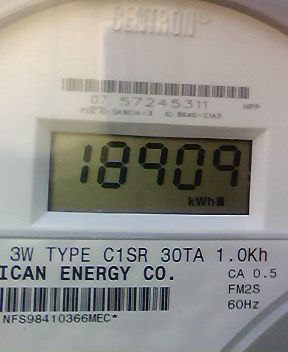 CENTRON
07 57245311 HPP
18909
kWh
3W TYPE C1SR 30TA 1.0Kh
ICAN ENERGY CO. CA 0.5
FM2S
60Hz
NFS98410366MEC*